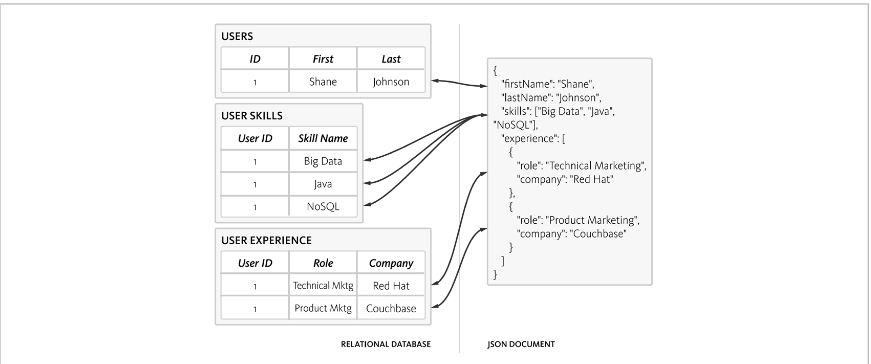 USERS
ID First Last
1 Shane Johnson
USER SKILLS
User ID Skill Name
1 Big Data
1 Java
1 NoSQL
USER EXPERIENCE
User ID Role Company
1 Technical Mktg Red Hat
1 Product Mktg Couchbase
RELATIONAL DATABASE
{
"firstName": "Shane",
"lastName": "Johnson",
"skills": ["Big Data", "Java",
"NoSQL"],
"experience": [
{
"role": "Technical Marketing",
"company": "Red Hat"
},
{
"role": "Product Marketing",
"company": "Couchbase"
}
]
}
JSON DOCUMENT